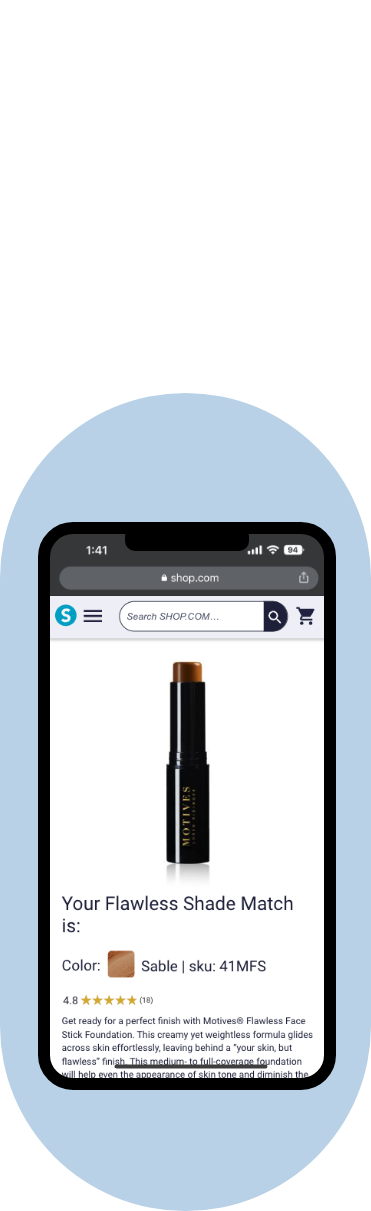 1:41
94
shop.com
S
Search SHOP.COM...
MOTIVES
Your Flawless Shade Match
is:
Color: Sable | sku: 41MFS
4.8 (18)
Get ready for a perfect finish with Motives® Flawless Face
Stick Foundation. This creamy yet weightless formula glides
across skin effortlessly, leaving behind a "your skin, but
flawless" finish. This medium- to full-coverage foundation
will help even the appearance of skin tone and diminish the